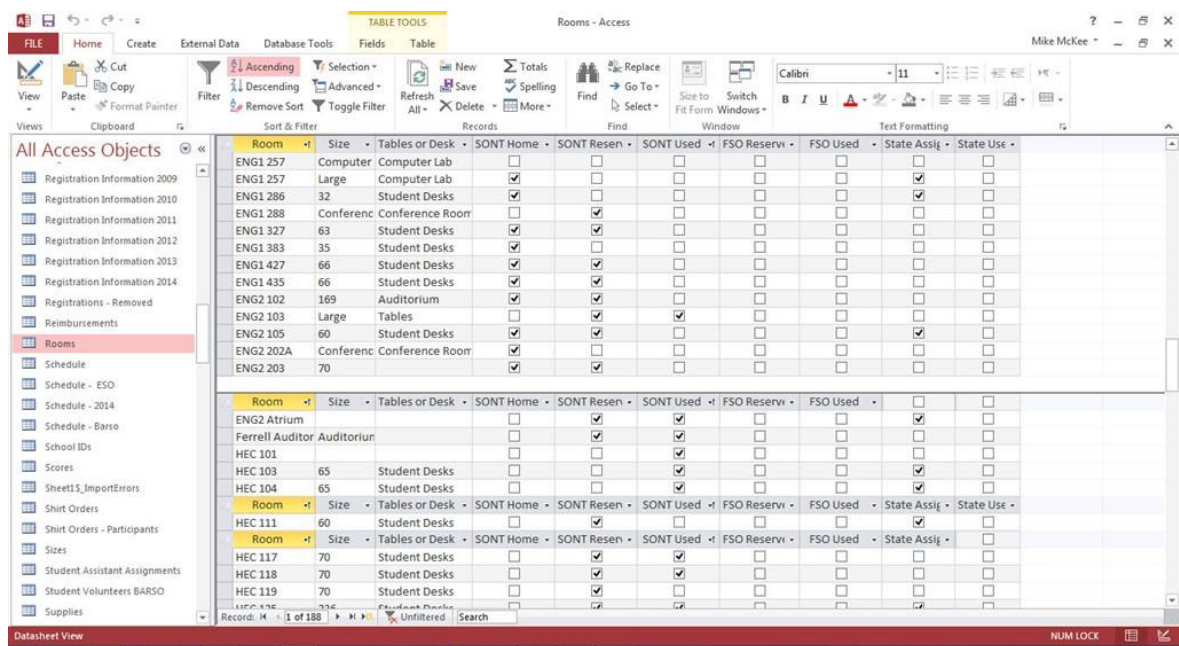 TABLE TOOLS Rooms - Access
FILE Home Create External Data Database Tools Fields Table Mike McKee
View Paste Cut Copy Format Painter Filter Ascending Descending Remove Sort Selection Advanced Toggle Filter Refresh All New Save Delete Totals Spelling More Find Replace Go To Select Size to Fit Form Switch Windows Calibri 11 B I U
Views Clipboard Sort & Filter Records Find Window Text Formatting
All Access Objects
Registration Information 2009
Registration Information 2010
Registration Information 2011
Registration Information 2012
Registration Information 2013
Registration Information 2014
Registrations - Removed
Reimbursements
Rooms
Schedule
Schedule - ESO
Schedule - 2014
Schedule - Barso
School IDs
Scores
Sheet1$_ImportErrors
Shirt Orders
Shirt Orders - Participants
Sizes
Student Assistant Assignments
Student Volunteers BARSO
Supplies
Room Size Tables or Desk SONT Home SONT Reserv SONT Used FSO Reserve FSO Used State Assig State Use
ENG1 257 Computer Computer Lab
ENG1 257 Large Computer Lab
ENG1 286 32 Student Desks
ENG1 288 Conferenc Conference Room
ENG1 327 63 Student Desks
ENG1 383 35 Student Desks
ENG1 427 66 Student Desks
ENG1 435 66 Student Desks
ENG2 102 169 Auditorium
ENG2 103 Large Tables
ENG2 105 60 Student Desks
ENG2 202A Conferenc Conference Room
ENG2 203 70
Room Size Tables or Desk SONT Home SONT Reserv SONT Used FSO Reserve FSO Used
ENG2 Atrium
Ferrell Auditor Auditoriun
HEC 101
HEC 103 65 Student Desks
HEC 104 65 Student Desks
Room Size Tables or Desk SONT Home SONT Reserv SONT Used FSO Reserve FSO Used State Assig State Use
HEC 111 60 Student Desks
Room Size Tables or Desk SONT Home SONT Reserv SONT Used FSO Reserve FSO Used State Assig
HEC 117 70 Student Desks
HEC 118 70 Student Desks
HEC 119 70 Student Desks
HEC 125 Student Desks
Record: 1 of 188 Unfiltered Search
Datasheet View NUM LOCK